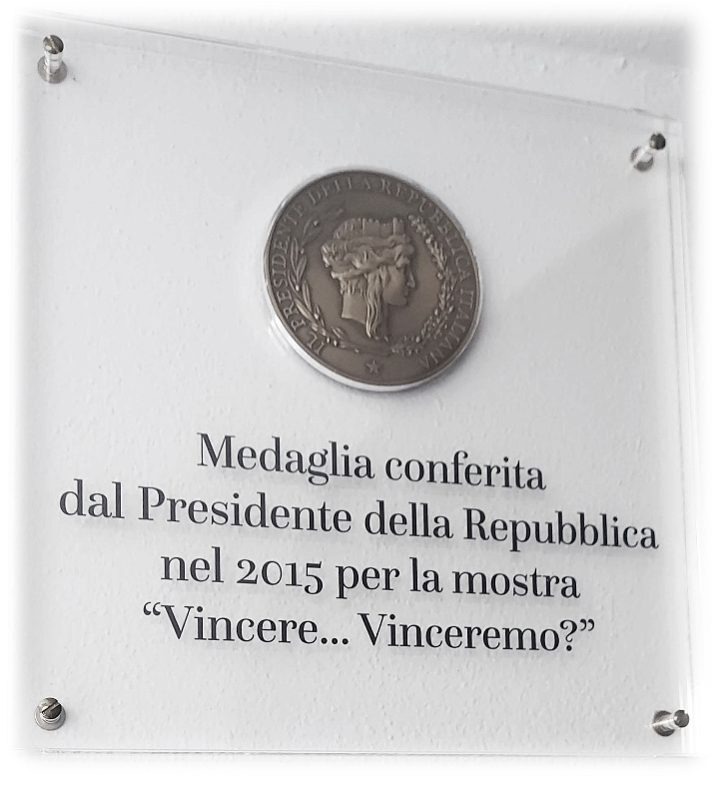 IL PRESIDENTE DELLA REPUBBLICA ITALIANA
Medaglia conferita
dal Presidente della Repubblica
nel 2015 per la mostra
“Vincere... Vinceremo?”